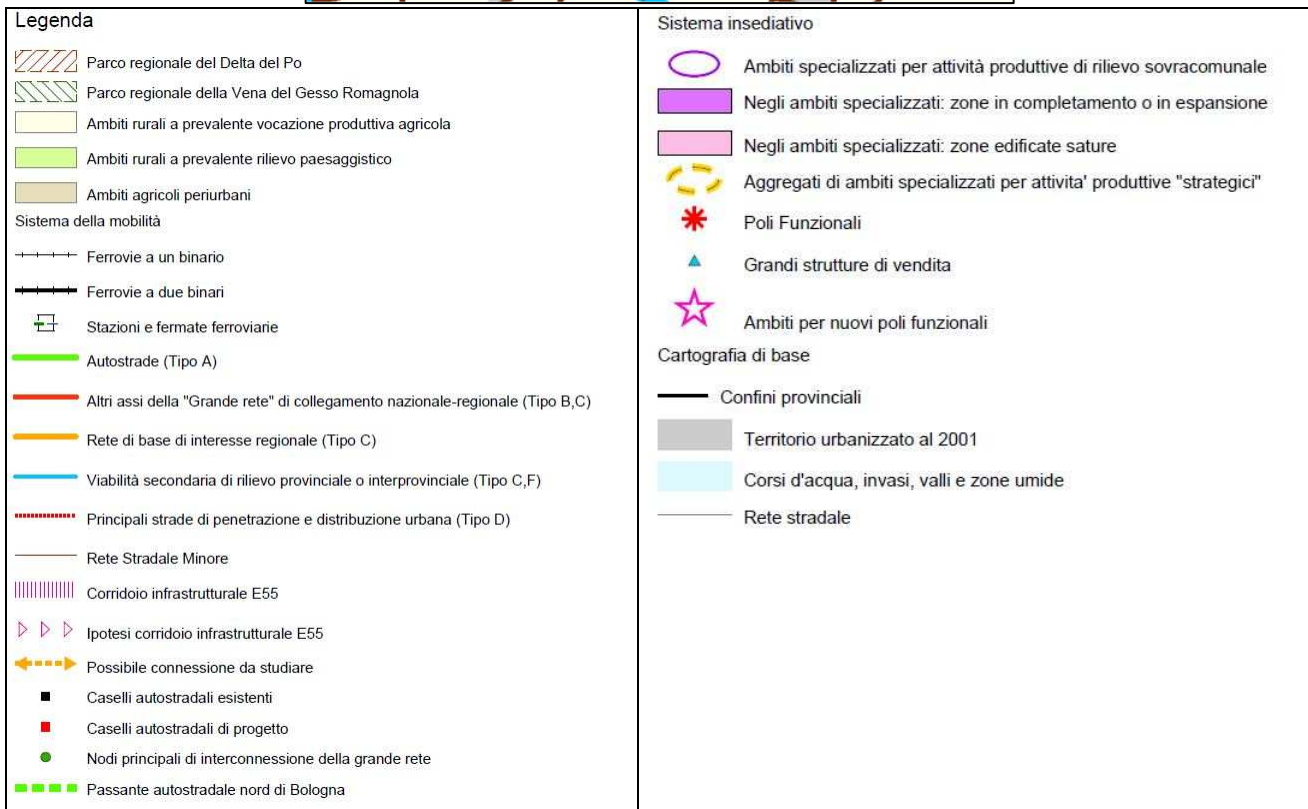 Legenda
Parco regionale del Delta del Po
Parco regionale della Vena del Gesso Romagnola
Ambiti rurali a prevalente vocazione produttiva agricola
Ambiti rurali a prevalente rilievo paesaggistico
Ambiti agricoli periurbani
Sistema della mobilità
Ferrovie a un binario
Ferrovie a due binari
Stazioni e fermate ferroviarie
Autostrade (Tipo A)
Altri assi della "Grande rete" di collegamento nazionale-regionale (Tipo B,C)
Rete di base di interesse regionale (Tipo C)
Viabilità secondaria di rilievo provinciale o interprovinciale (Tipo C,F)
Principali strade di penetrazione e distribuzione urbana (Tipo D)
Rete Stradale Minore
Corridoio infrastrutturale E55
Ipotesi corridoio infrastrutturale E55
Possibile connessione da studiare
Caselli autostradali esistenti
Caselli autostradali di progetto
Nodi principali di interconnessione della grande rete
Passante autostradale nord di Bologna
Sistema insediativo
Ambiti specializzati per attività produttive di rilievo sovracomunale
Negli ambiti specializzati: zone in completamento o in espansione
Negli ambiti specializzati: zone edificate sature
Aggregati di ambiti specializzati per attivita' produttive "strategici"
Poli Funzionali
Grandi strutture di vendita
Ambiti per nuovi poli funzionali
Cartografia di base
Confini provinciali
Territorio urbanizzato al 2001
Corsi d'acqua, invasi, valli e zone umide
Rete stradale